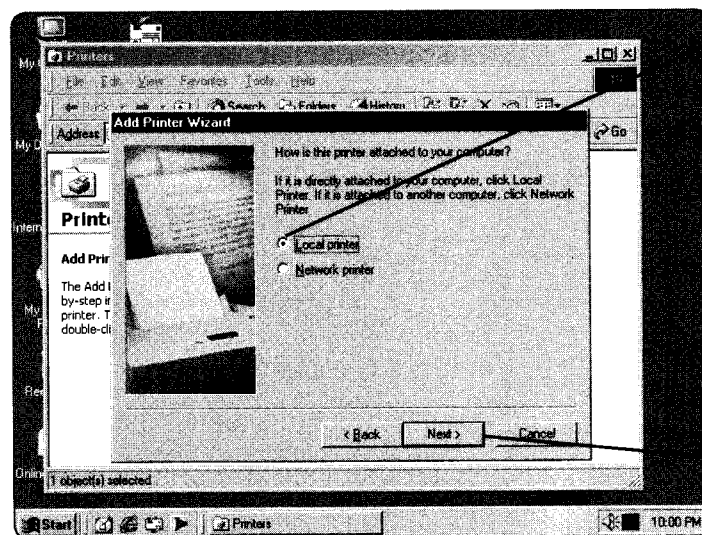 Printers
File Edit View Favorites Tools Help
Back Search Folders History
Address Go
Add Printer Wizard
How is this printer attached to your computer?
If it is directly attached to your computer, click Local
Printer. If it is attached to another computer, click Network
Printer.
Local printer
Network printer
Add Prin
The Add
by-step in
printer. T
double-cli
< Back Next > Cancel
1 object(s) selected
Start Printers 10:00 PM